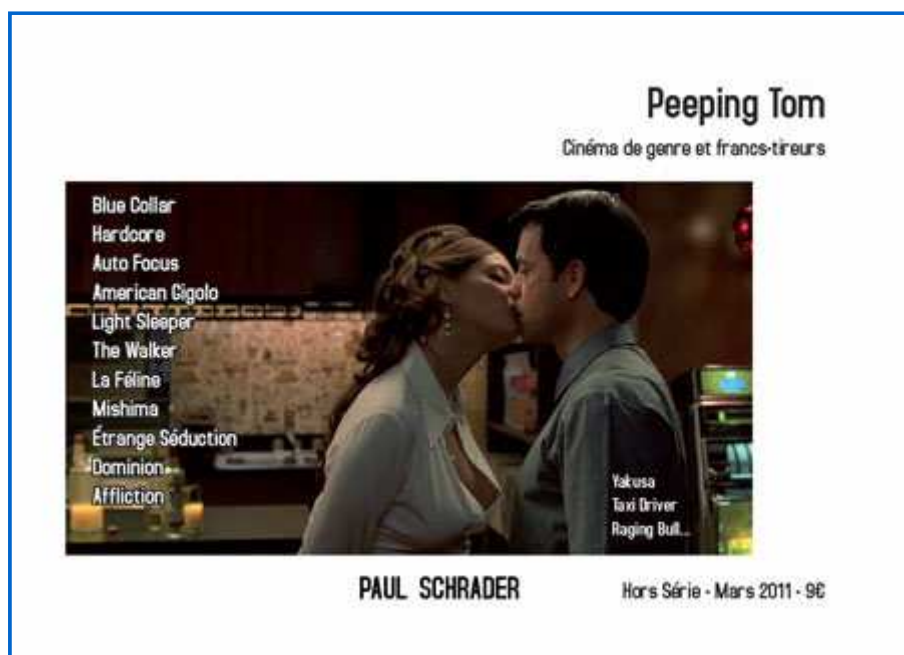 Peeping Tom
Cinéma de genre et francs-tireurs
Blue Collar
Hardcore
Auto Focus
American Gigolo
Light Sleeper
The Walker
La Féline
Mishima
Étrange Séduction
Dominion
Affliction
Yakusa
Taxi Driver
Raging Bull...
PAUL SCHRADER
Hors Série - Mars 2011 - 9€